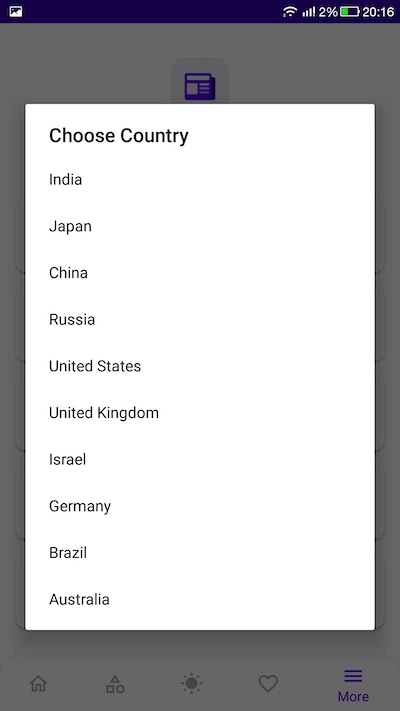 2% 20:16
Choose Country
India
Japan
China
Russia
United States
United Kingdom
Israel
Germany
Brazil
Australia
More